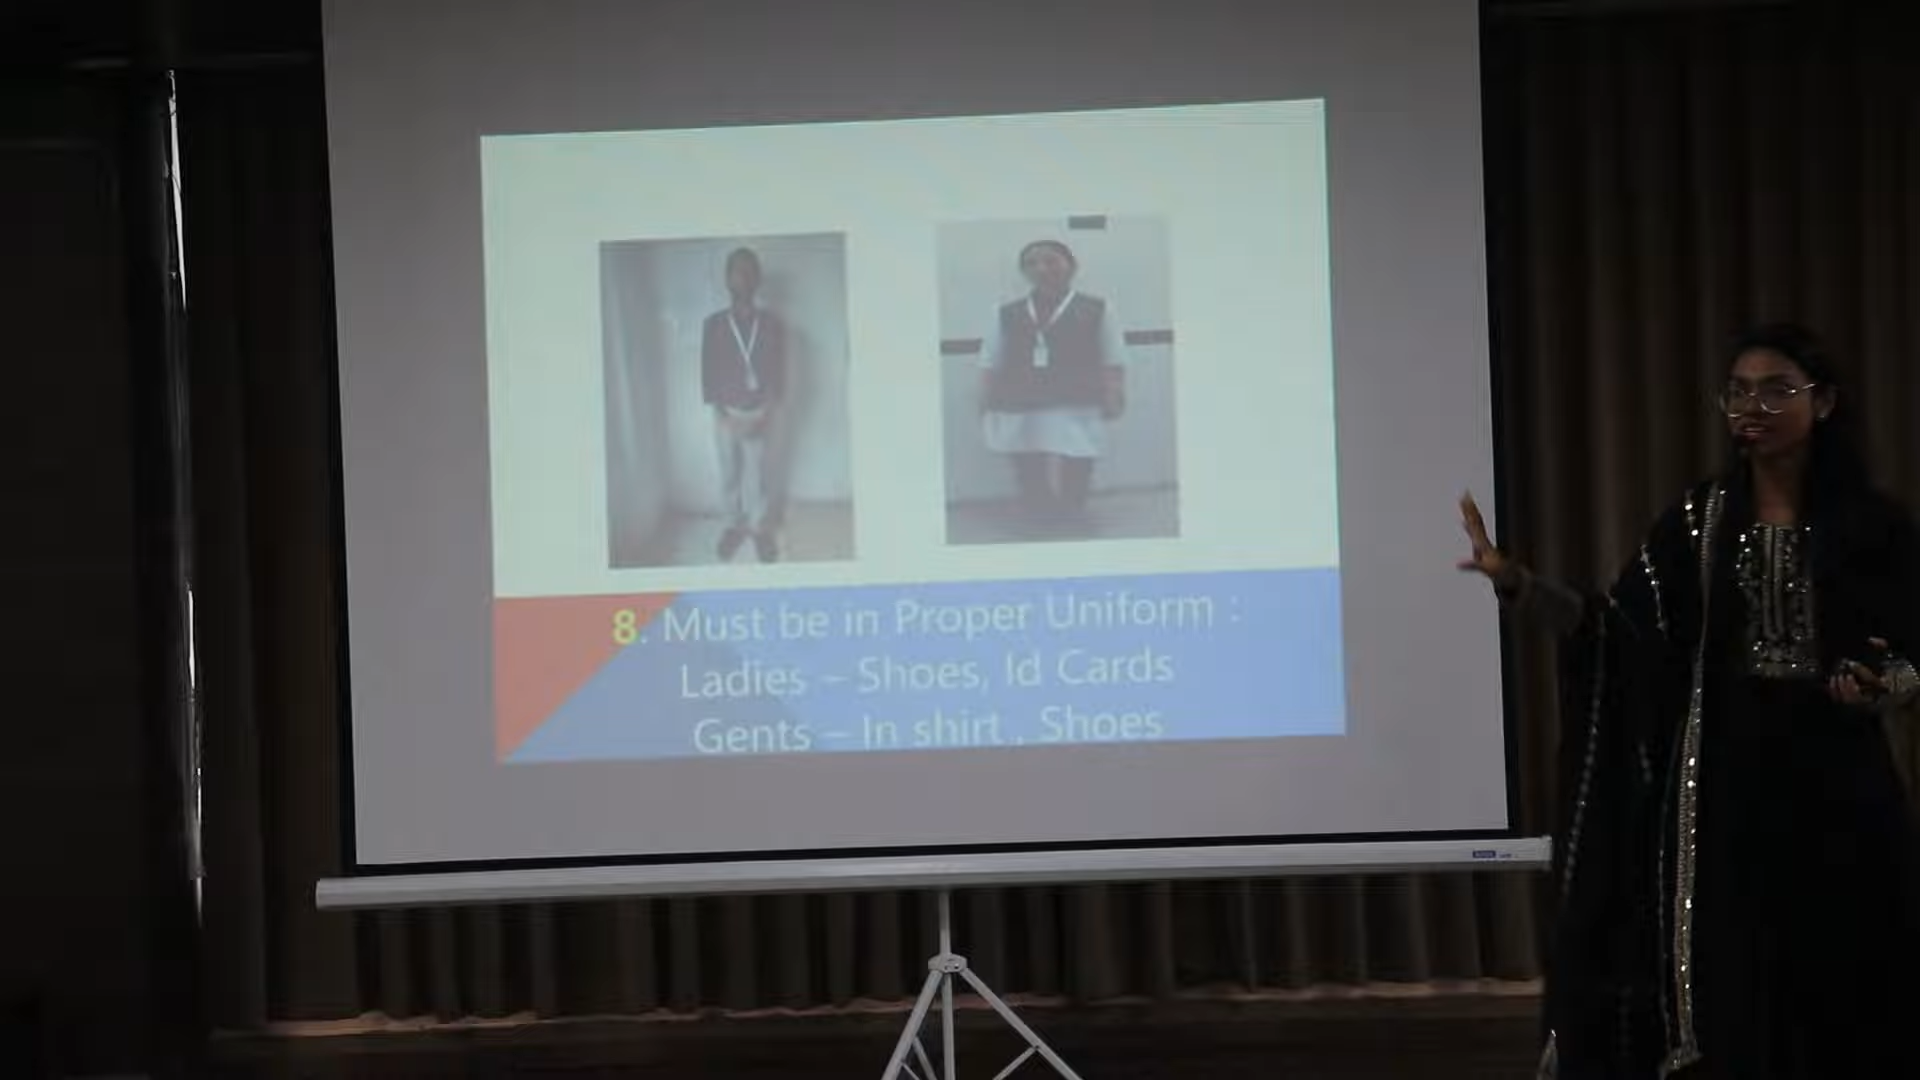 8. Must be in Proper Uniform :
Ladies – Shoes, Id Cards
Gents – In shirt , Shoes